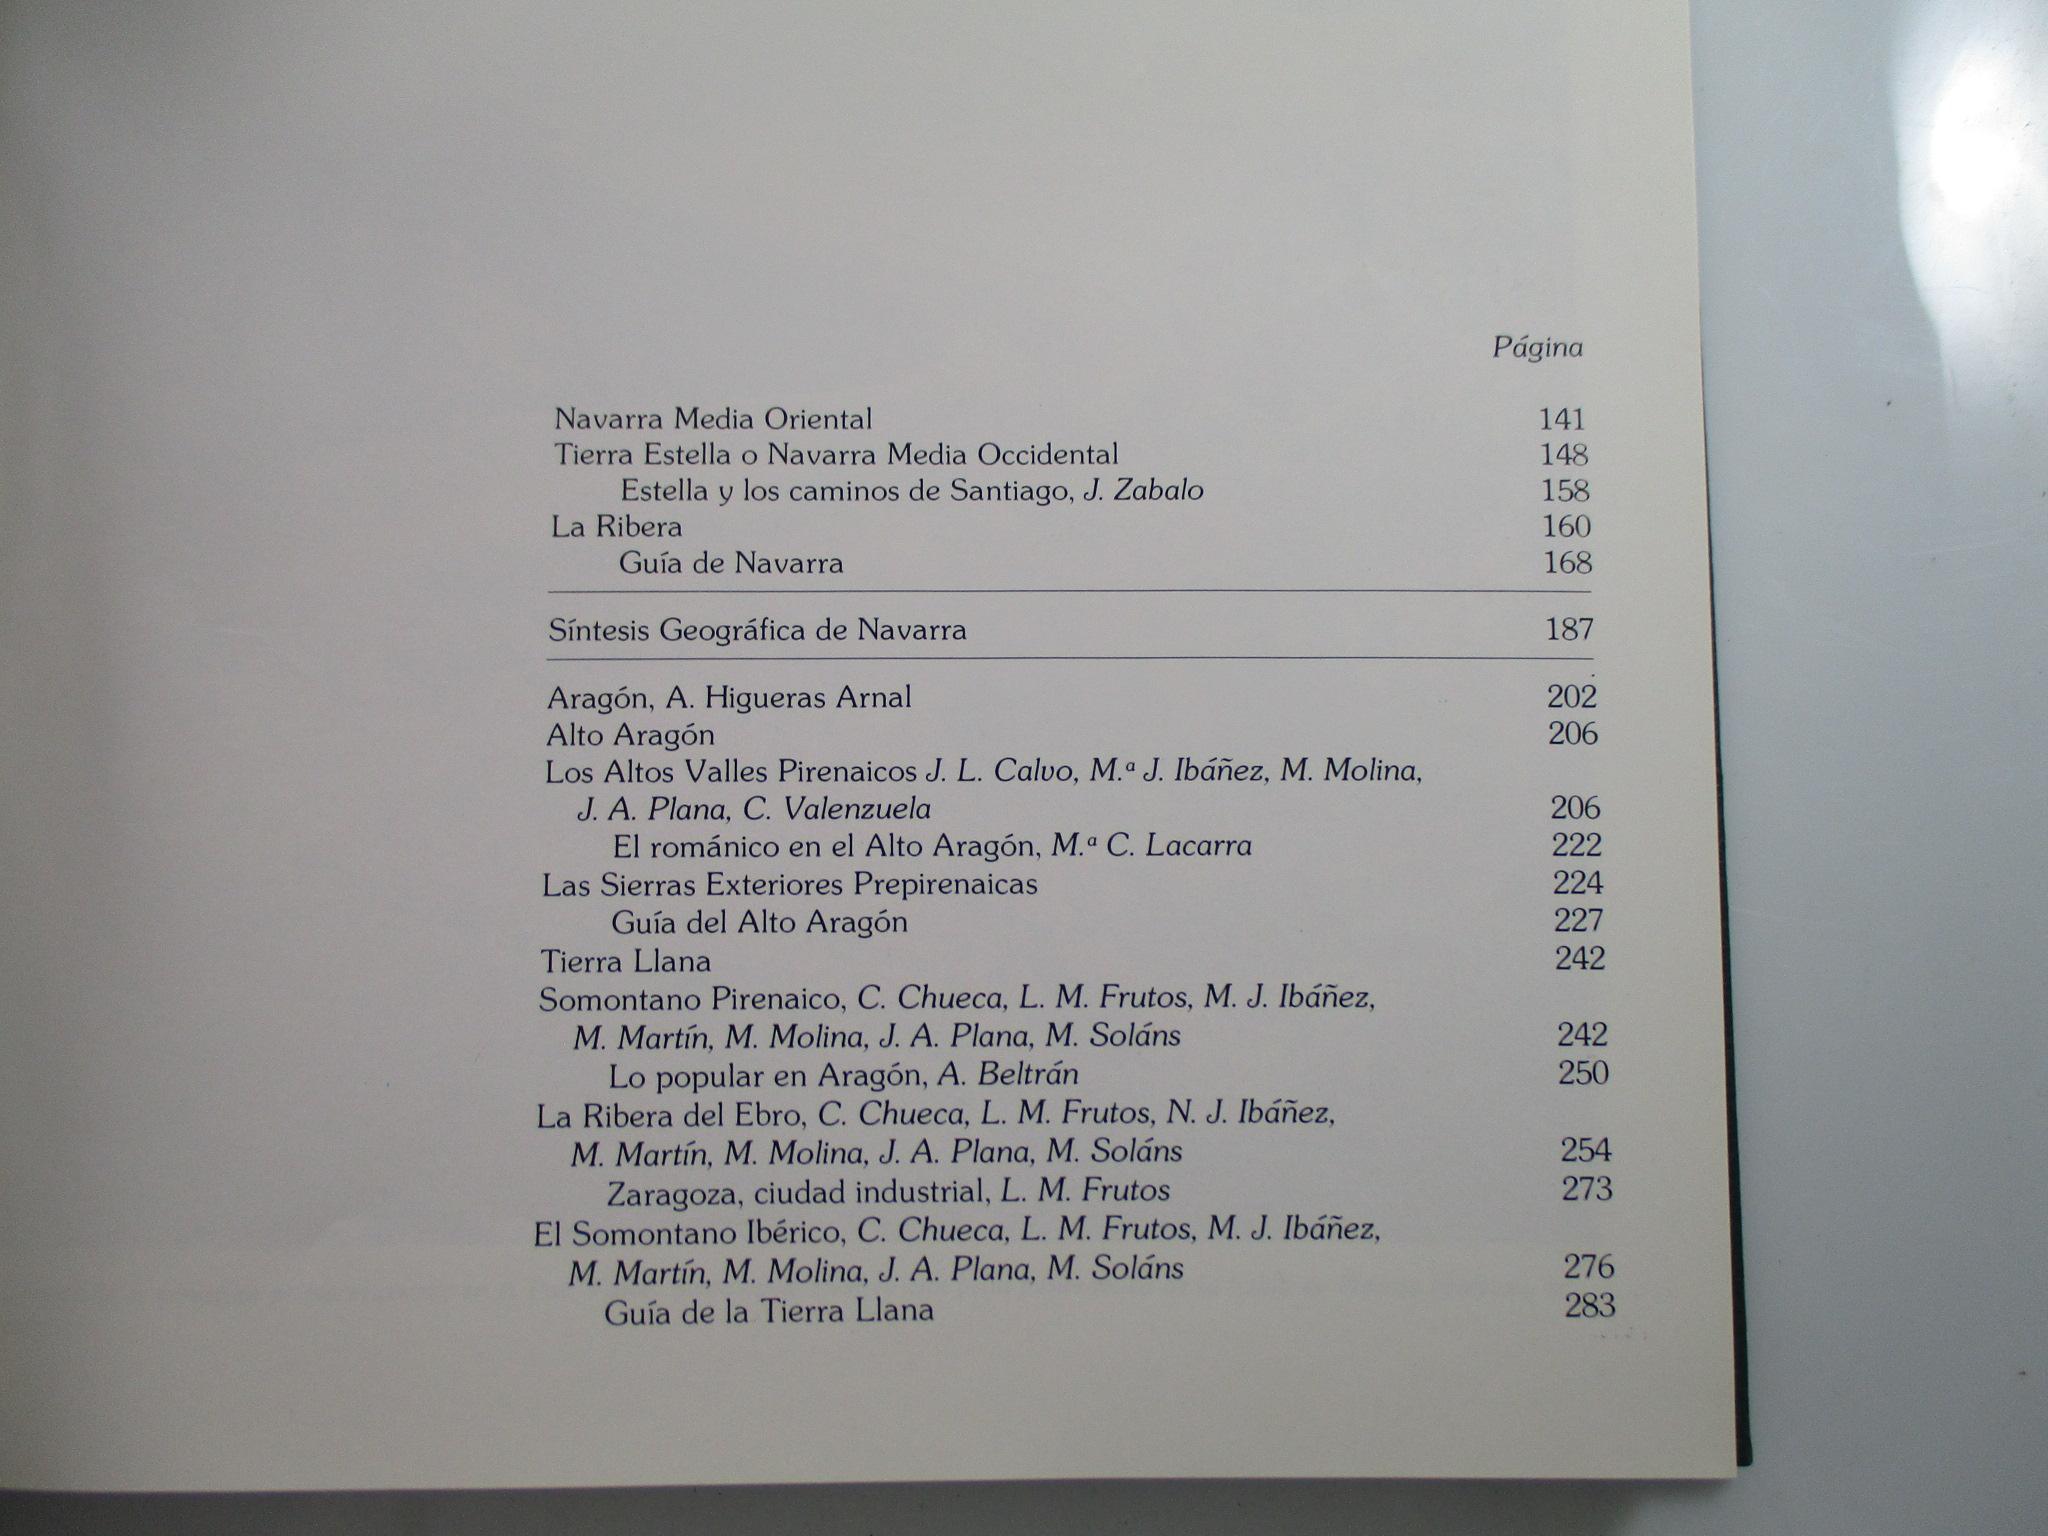 Página
Navarra Media Oriental 141
Tierra Estella o Navarra Media Occidental 148
Estella y los caminos de Santiago, J. Zabalo 158
La Ribera 160
Guía de Navarra 168
Síntesis Geográfica de Navarra 187
Aragón, A. Higueras Arnal 202
Alto Aragón 206
Los Altos Valles Pirenaicos J. L. Calvo, M.ª J. Ibáñez, M. Molina,
J. A. Plana, C. Valenzuela 206
El románico en el Alto Aragón, M.ª C. Lacarra 222
Las Sierras Exteriores Prepirenaicas 224
Guía del Alto Aragón 227
Tierra Llana 242
Somontano Pirenaico, C. Chueca, L. M. Frutos, M. J. Ibáñez,
M. Martín, M. Molina, J. A. Plana, M. Soláns 242
Lo popular en Aragón, A. Beltrán 250
La Ribera del Ebro, C. Chueca, L. M. Frutos, N. J. Ibáñez,
M. Martín, M. Molina, J. A. Plana, M. Soláns 254
Zaragoza, ciudad industrial, L. M. Frutos 273
El Somontano Ibérico, C. Chueca, L. M. Frutos, M. J. Ibáñez,
M. Martín, M. Molina, J. A. Plana, M. Soláns 276
Guía de la Tierra Llana 283